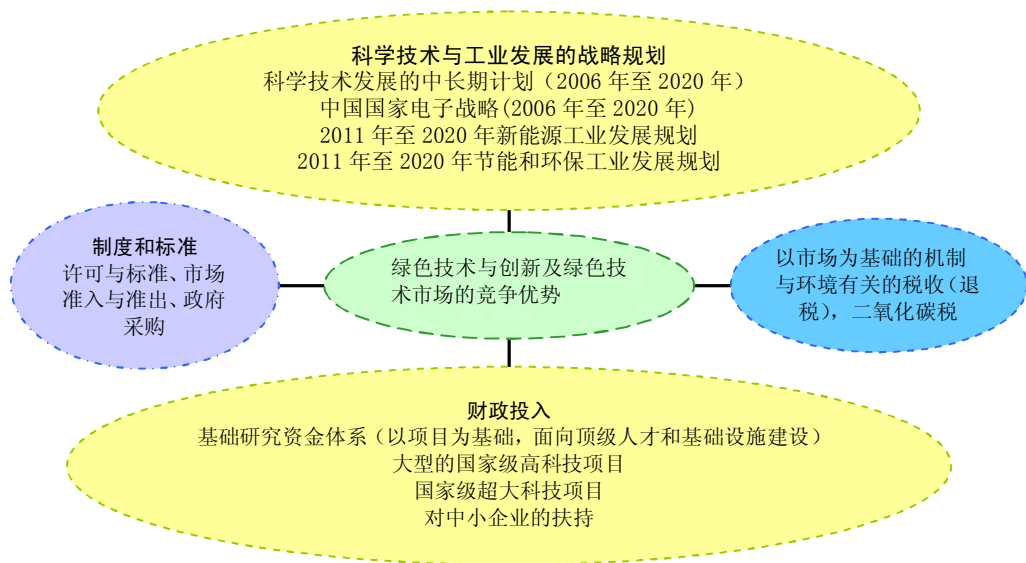 科学技术与工业发展的战略规划
科学技术发展的中长期计划（2006 年至 2020 年）
中国国家电子战略(2006 年至 2020 年)
2011 年至 2020 年新能源工业发展规划
2011 年至 2020 年节能和环保工业发展规划
制度和标准
许可与标准、市场
准入与准出、政府
采购
绿色技术与创新及绿色技
术市场的竞争优势
以市场为基础的机制
与环境有关的税收（退
税），二氧化碳税
财政投入
基础研究资金体系（以项目为基础，面向顶级人才和基础设施建设）
大型的国家级高科技项目
国家级超大科技项目
对中小企业的扶持